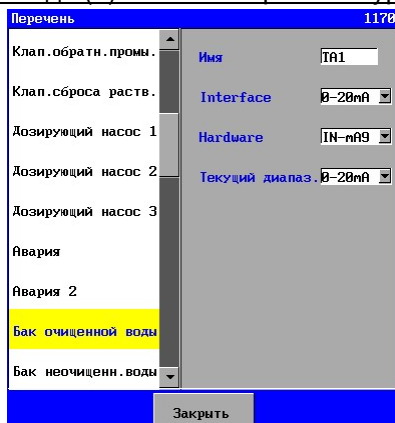 Перечень 1170
Клап.обратн.промы.
Клап.сброса раств.
Дозирующий насос 1
Дозирующий насос 2
Дозирующий насос 3
Авария
Авария 2
Бак очищенной воды
Бак неочищенн.воды
Имя TA1
Interface 0-20mA
Hardware IN-mA9
Текущий диапаз. 0-20mA
Закрыть